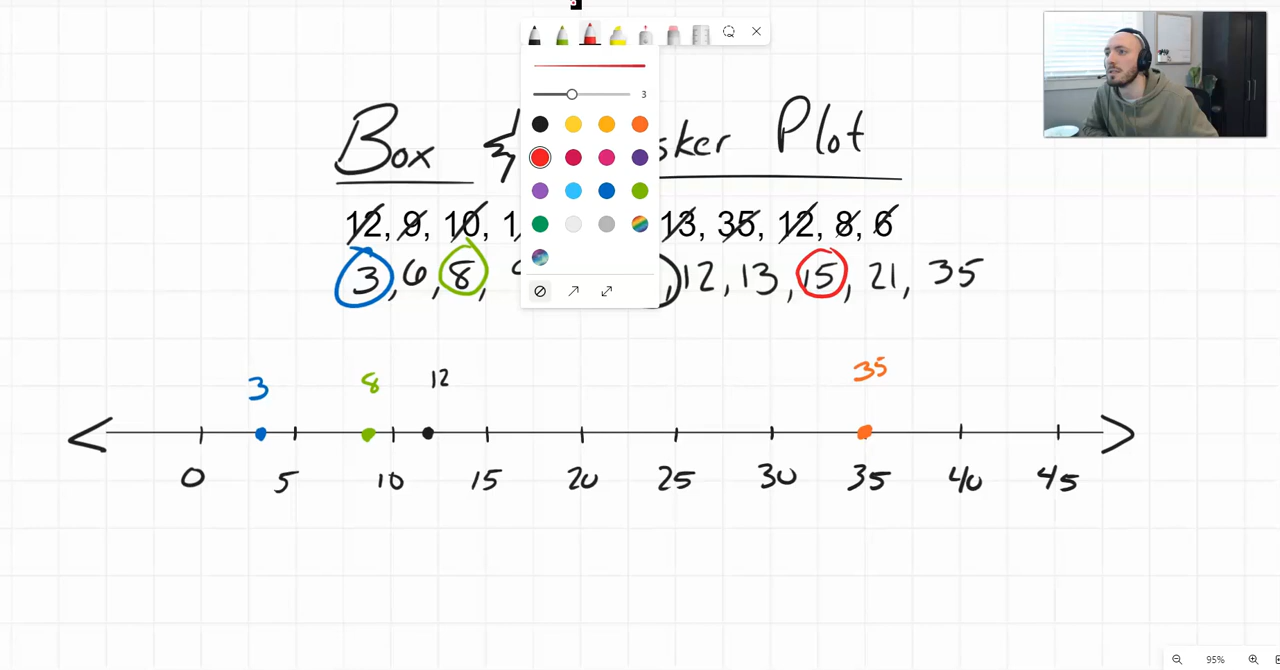 3
Box & sker Plot
12, 9, 10, 1 13, 35, 12, 8, 6
3, 6, 8, , 12, 13, 15, 21, 35
3 8 12 35
0 5 10 15 20 25 30 35 40 45
95%